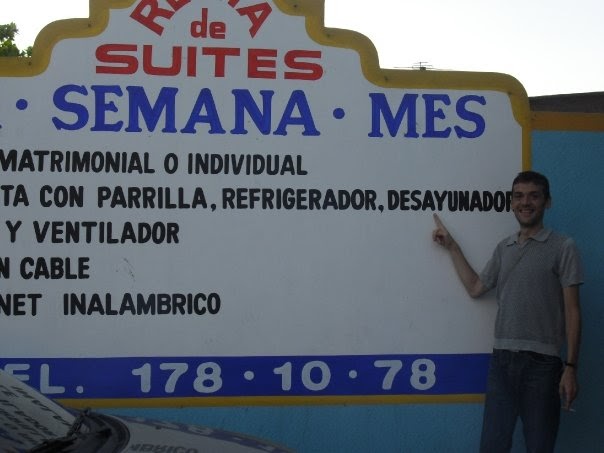 de
SUITES
· SEMANA · MES
MATRIMONIAL O INDIVIDUAL
TA CON PARRILLA, REFRIGERADOR, DESAYUNADOR
Y VENTILADOR
N CABLE
NET INALAMBRICO
EL. 178·10·78